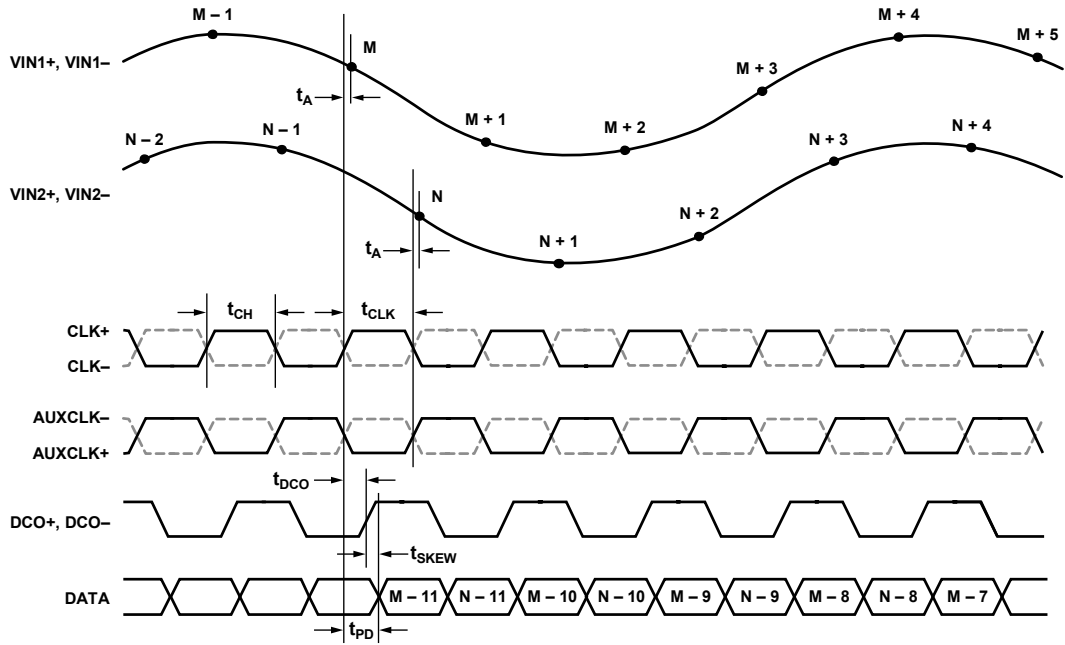 M – 1
M + 4
M
M + 5
VIN1+, VIN1–
M + 3
tA
M + 1
M + 2
N – 2
N – 1
N + 3
N + 4
VIN2+, VIN2–
N
N + 2
tA
N + 1
tCH
tCLK
CLK+
CLK–
AUXCLK–
AUXCLK+
tDCO
DCO+, DCO–
tSKEW
DATA
M – 11
N – 11
M – 10
N – 10
M – 9
N – 9
M – 8
N – 8
M – 7
tPD